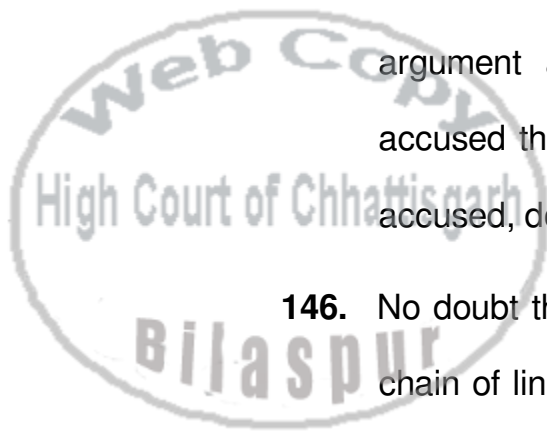 Web Copy
argument
accused th
High Court of Chhattisgarh
accused, d
146. No doubt th
Bilaspur
chain of lin